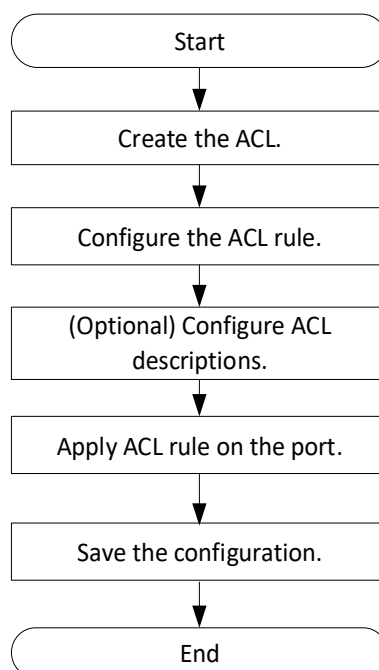 Start
Create the ACL.
Configure the ACL rule.
(Optional) Configure ACL
descriptions.
Apply ACL rule on the port.
Save the configuration.
End